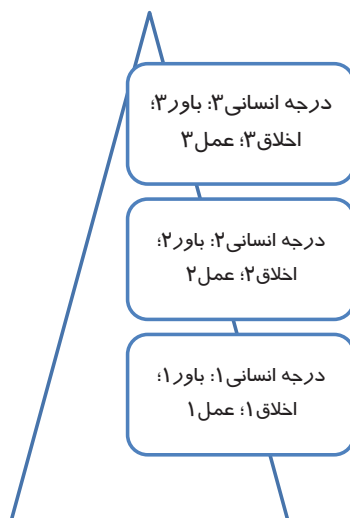 درجه انسانی۳: باور۳؛
اخلاق۳؛ عمل۳
درجه انسانی۲: باور۲؛
اخلاق۲؛ عمل۲
درجه انسانی۱: باور۱؛
اخلاق۱؛ عمل۱